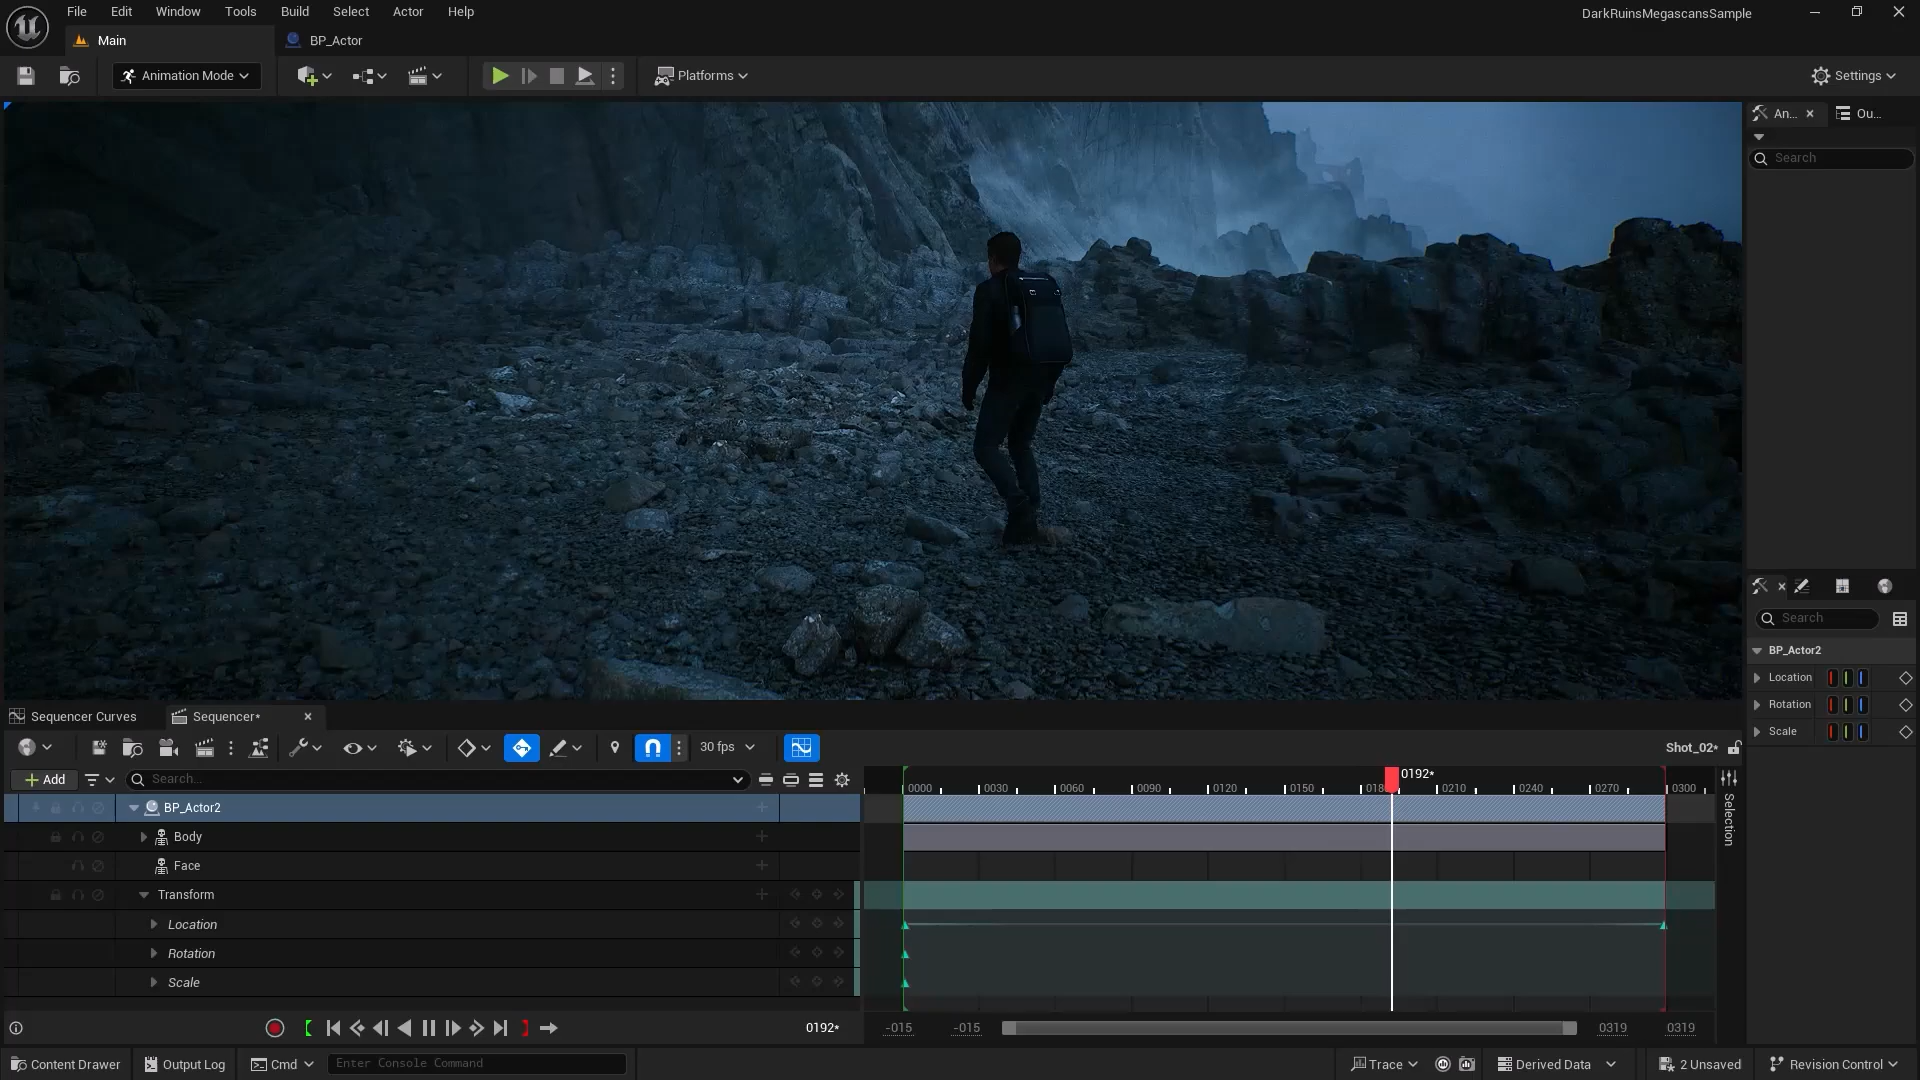 File Edit Window Tools Build Select Actor Help
DarkRuinsMegascansSample
Main
BP_Actor
Animation Mode
Platforms
Settings
An...
Ou...
Search
Search
BP_Actor2
Location
Rotation
Scale
Sequencer Curves
Sequencer*
30 fps
Shot_02*
Add
Search...
0192*
0000 0030 0060 0090 0120 0150 018 0210 0240 0270 0300
Selection
BP_Actor2
Body
Face
Transform
Location
Rotation
Scale
0192*
-015 -015 0319 0319
Content Drawer
Output Log
Cmd
Enter Console Command
Trace
Derived Data
2 Unsaved
Revision Control